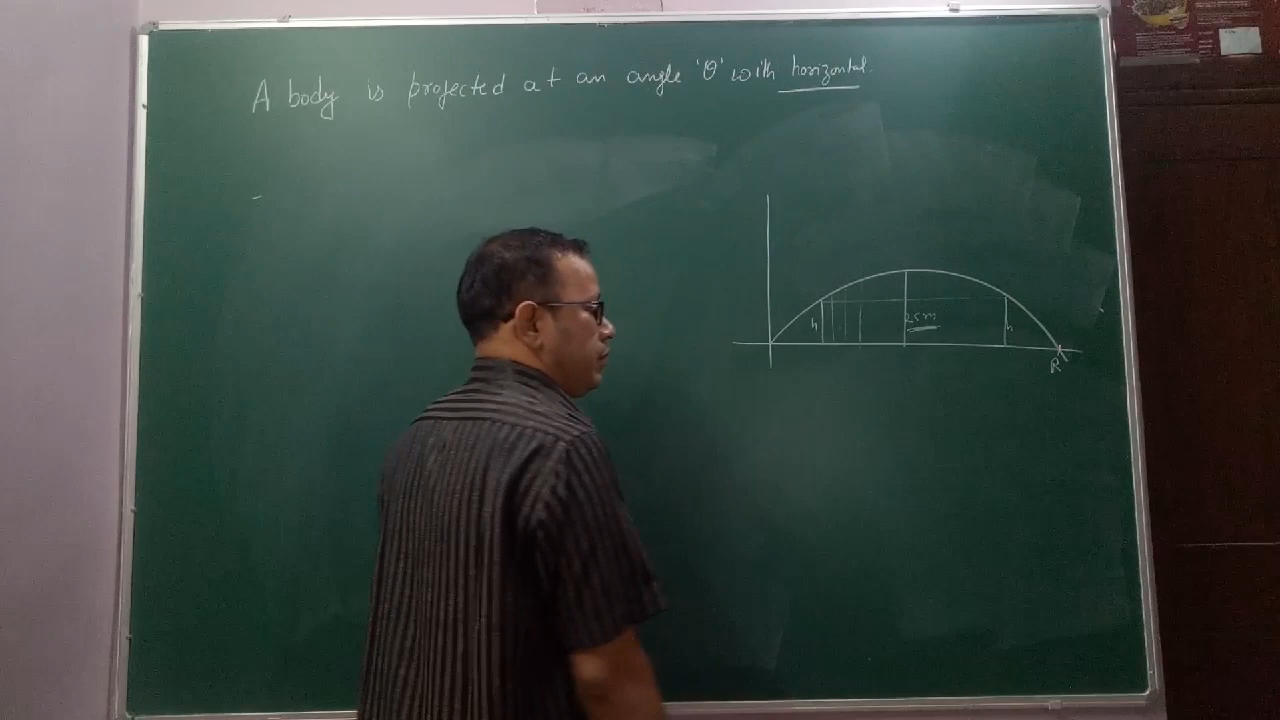 A body is projected at an angle 'θ' with horizontal.
h 25m h
R